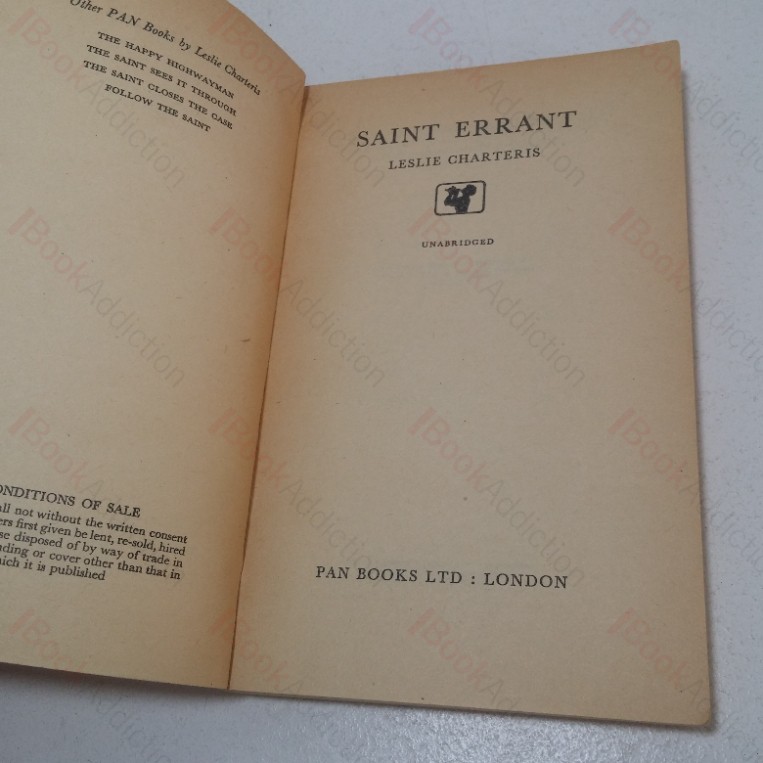 Other PAN Books by Leslie Charteris
THE HAPPY HIGHWAYMAN
THE SAINT SEES IT THROUGH
THE SAINT CLOSES THE CASE
FOLLOW THE SAINT
ONDITIONS OF SALE
all not without the written consent
ers first given be lent, re-sold, hired
se disposed of by way of trade in
nding or cover other than that in
hich it is published
SAINT ERRANT
LESLIE CHARTERIS
UNABRIDGED
PAN BOOKS LTD : LONDON
BookAddiction